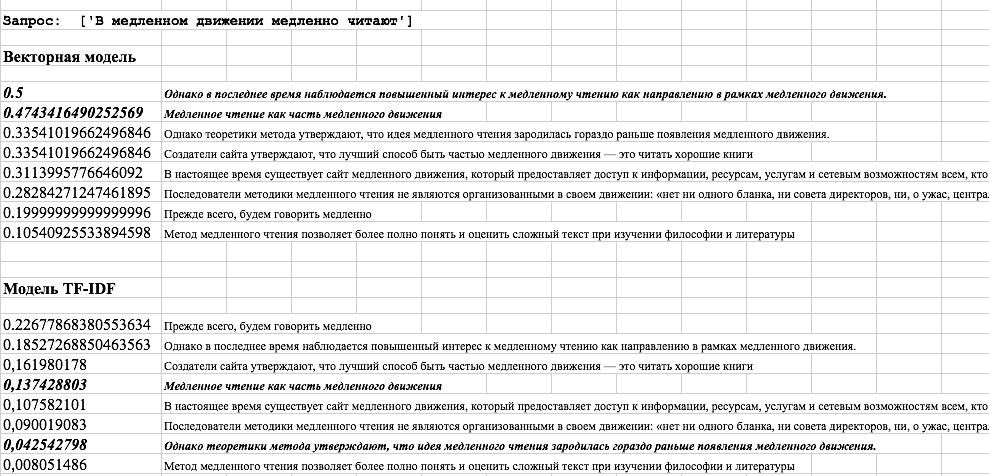 Запрос: ['В медленном движении медленно читают']
Векторная модель
0.5 Однако в последнее время наблюдается повышенный интерес к медленному чтению как направлению в рамках медленного движения.
0.4743416490252569 Медленное чтение как часть медленного движения
0.33541019662496846 Однако теоретики метода утверждают, что идея медленного чтения зародилась гораздо раньше появления медленного движения.
0.33541019662496846 Создатели сайта утверждают, что лучший способ быть частью медленного движения — это читать хорошие книги
0.3113995776646092 В настоящее время существует сайт медленного движения, который предоставляет доступ к информации, ресурсам, услугам и сетевым возможностям всем, кто
0.28284271247461895 Последователи методики медленного чтения не являются организованными в своем движении: «нет ни одного бланка, ни совета директоров, ни, о ужас, центра
0.19999999999999996 Прежде всего, будем говорить медленно
0.10540925533894598 Метод медленного чтения позволяет более полно понять и оценить сложный текст при изучении философии и литературы
Модель TF-IDF
0.22677868380553634 Прежде всего, будем говорить медленно
0.18527268850463563 Однако в последнее время наблюдается повышенный интерес к медленному чтению как направлению в рамках медленного движения.
0,161980178 Создатели сайта утверждают, что лучший способ быть частью медленного движения — это читать хорошие книги
0,137428803 Медленное чтение как часть медленного движения
0,107582101 В настоящее время существует сайт медленного движения, который предоставляет доступ к информации, ресурсам, услугам и сетевым возможностям всем, кто
0,090019083 Последователи методики медленного чтения не являются организованными в своем движении: «нет ни одного бланка, ни совета директоров, ни, о ужас, центра
0,042542798 Однако теоретики метода утверждают, что идея медленного чтения зародилась гораздо раньше появления медленного движения.
0,008051486 Метод медленного чтения позволяет более полно понять и оценить сложный текст при изучении философии и литературы